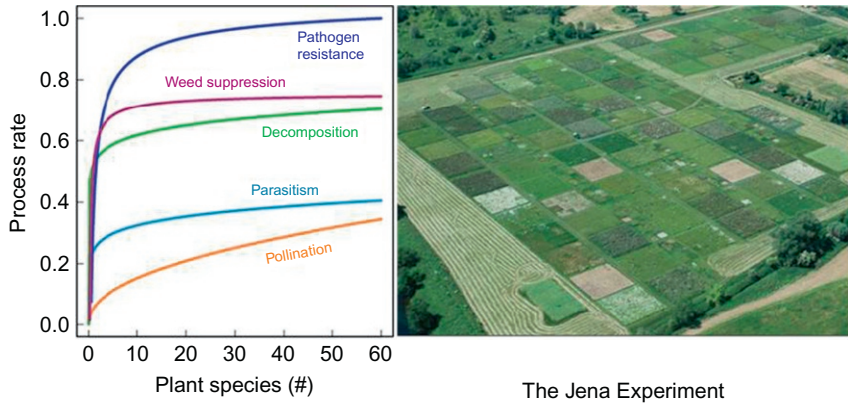 Process rate
1.0
0.8
0.6
0.4
0.2
0.0
Pathogen
resistance
Weed suppression
Decomposition
Parasitism
Pollination
0 10 20 30 40 50 60
Plant species (#)
The Jena Experiment